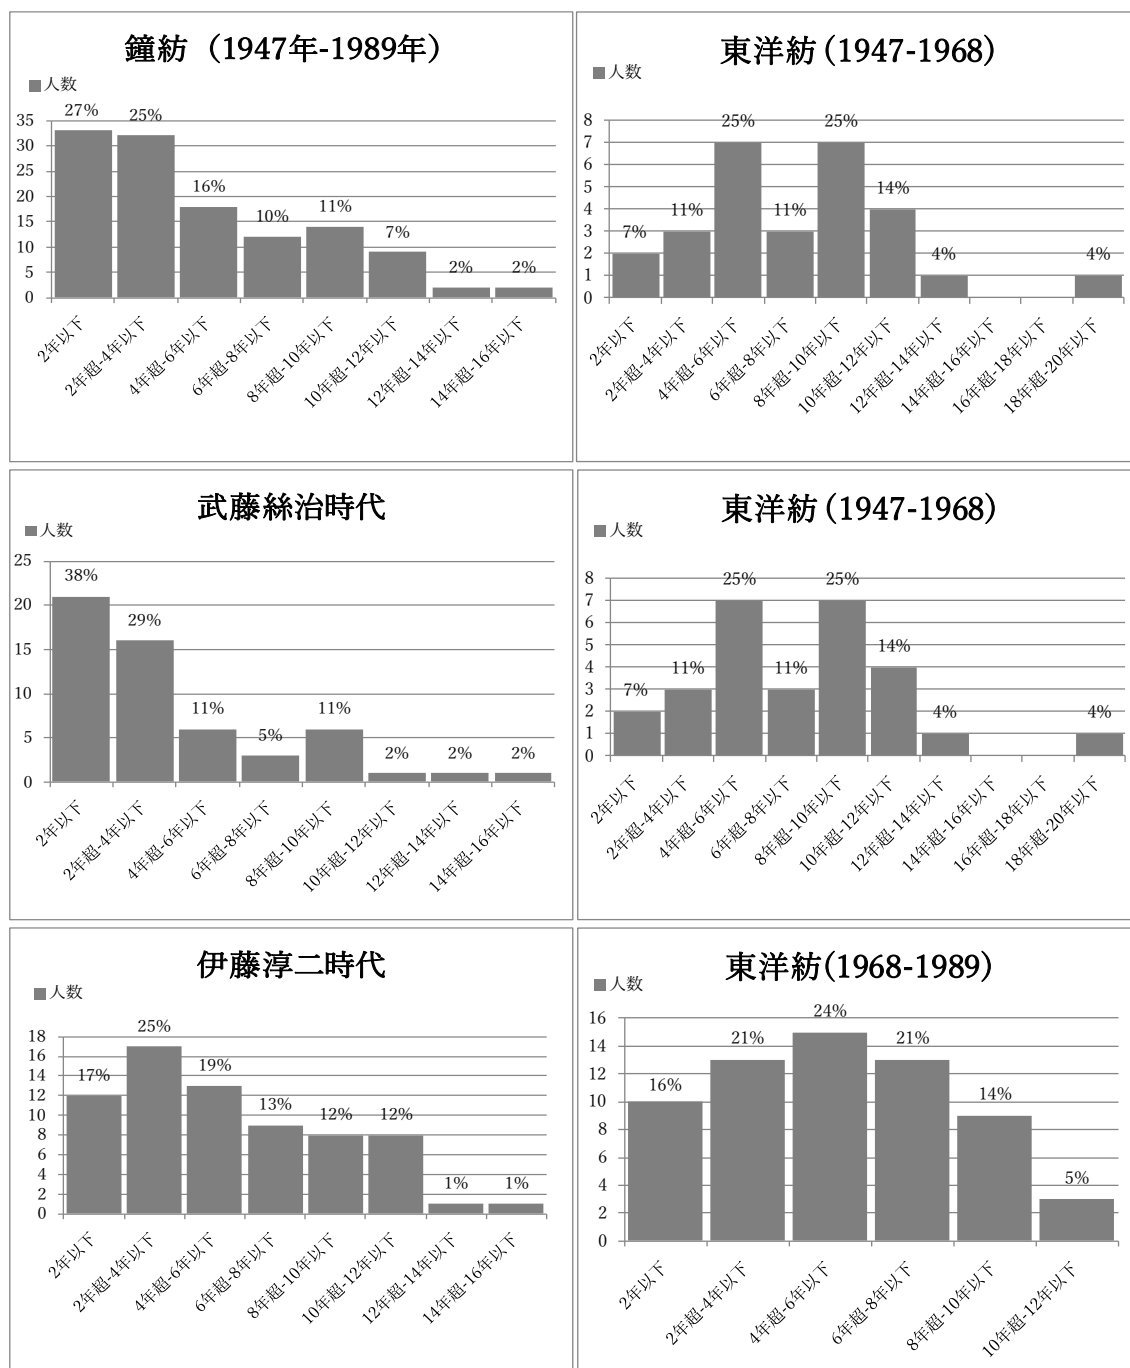 鐘紡（1947年-1989年）
人数
35
30
25
20
15
10
5
0
27%
25%
16%
10%
11%
7%
2%
2%
2年以下
2年超-4年以下
4年超-6年以下
6年超-8年以下
8年超-10年以下
10年超-12年以下
12年超-14年以下
14年超-16年以下
東洋紡（1947-1968）
人数
8
7
6
5
4
3
2
1
0
7%
11%
25%
11%
25%
14%
4%
4%
2年以下
2年超-4年以下
4年超-6年以下
6年超-8年以下
8年超-10年以下
10年超-12年以下
12年超-14年以下
14年超-16年以下
16年超-18年以下
18年超-20年以下
武藤絲治時代
人数
25
20
15
10
5
0
38%
29%
11%
5%
11%
2%
2%
2%
2年以下
2年超-4年以下
4年超-6年以下
6年超-8年以下
8年超-10年以下
10年超-12年以下
12年超-14年以下
14年超-16年以下
東洋紡（1947-1968）
人数
8
7
6
5
4
3
2
1
0
7%
11%
25%
11%
25%
14%
4%
4%
2年以下
2年超-4年以下
4年超-6年以下
6年超-8年以下
8年超-10年以下
10年超-12年以下
12年超-14年以下
14年超-16年以下
16年超-18年以下
18年超-20年以下
伊藤淳二時代
人数
18
16
14
12
10
8
6
4
2
0
17%
25%
19%
13%
12%
12%
1%
1%
2年以下
2年超-4年以下
4年超-6年以下
6年超-8年以下
8年超-10年以下
10年超-12年以下
12年超-14年以下
14年超-16年以下
東洋紡（1968-1989）
人数
16
14
12
10
8
6
4
2
0
16%
21%
24%
21%
14%
5%
2年以下
2年超-4年以下
4年超-6年以下
6年超-8年以下
8年超-10年以下
10年超-12年以下